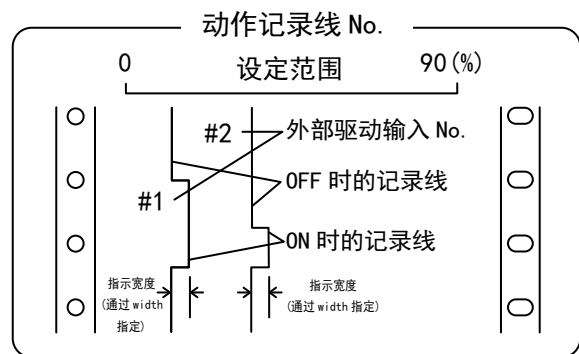 动作记录线 No.
0 设定范围 90(%)
#2 外部驱动输入 No.
OFF 时的记录线
#1
ON 时的记录线
指示宽度
(通过 width
指定)
指示宽度
(通过 width 指定)